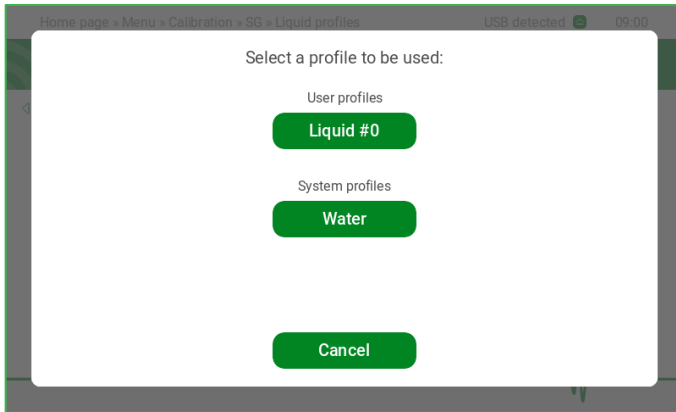 Home page » Menu » Calibration » SG » Liquid profiles USB detected 09:00
Select a profile to be used:
User profiles
Liquid #0
System profiles
Water
Cancel